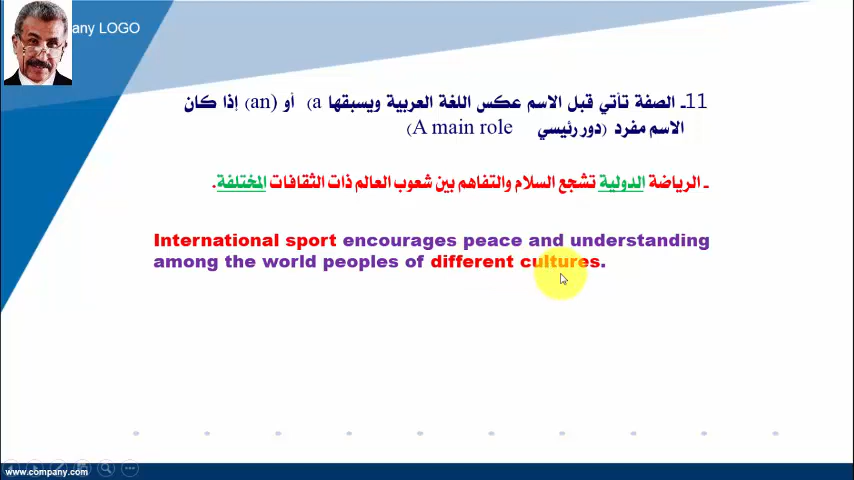 any LOGO
11ـ الصفة تأتي قبل الاسم عكس اللغة العربية ويسبقها a) أو (an) إذا كان
الاسم مفرد (دور رئيسي A main role)
ـ الرياضة الدولية تشجع السلام والتفاهم بين شعوب العالم ذات الثقافات المختلفة.
International sport encourages peace and understanding
among the world peoples of different cultures.
www.company.com